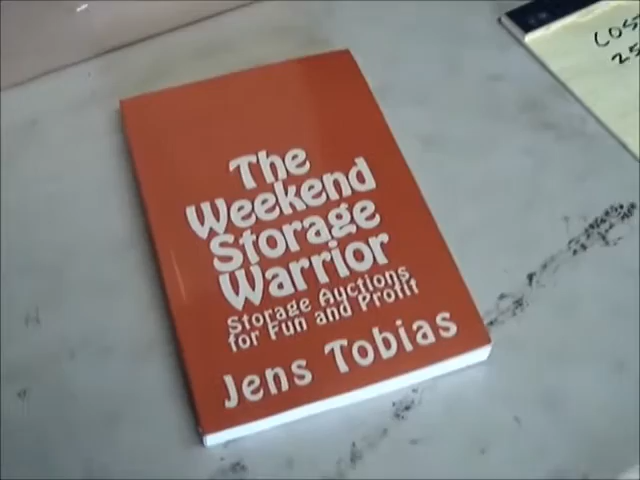 The
Weekend
Storage
Warrior
Storage Auctions
for Fun and Profit
Jens Tobias